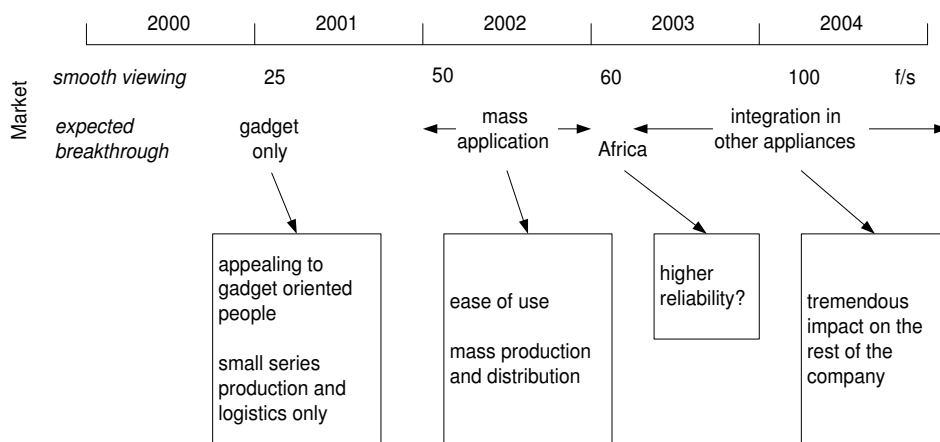 2000 2001 2002 2003 2004
Market
smooth viewing 25 50 60 100 f/s
expected
breakthrough
gadget
only
mass
application
Africa
integration in
other appliances
appealing to
gadget oriented
people
small series
production and
logistics only
ease of use
mass production
and distribution
higher
reliability?
tremendous
impact on the
rest of the
company